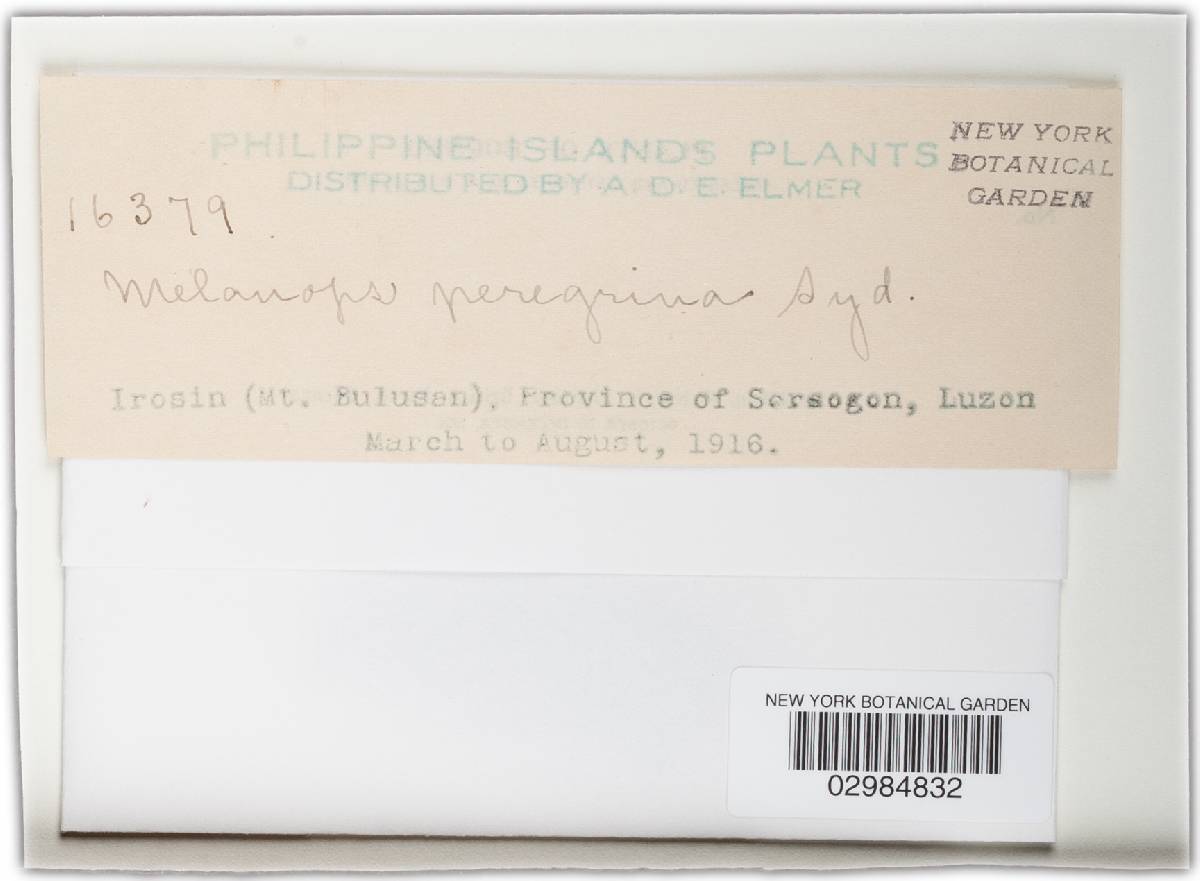 PHILIPPINE ISLANDS PLANTS
DISTRIBUTED BY A. D. E. ELMER
NEW YORK
BOTANICAL
GARDEN
16379
Melanops peregrina Syd.
Irosin (Mt. Bulusan), Province of Sorsogon, Luzon
March to August, 1916.
NEW YORK BOTANICAL GARDEN
02984832